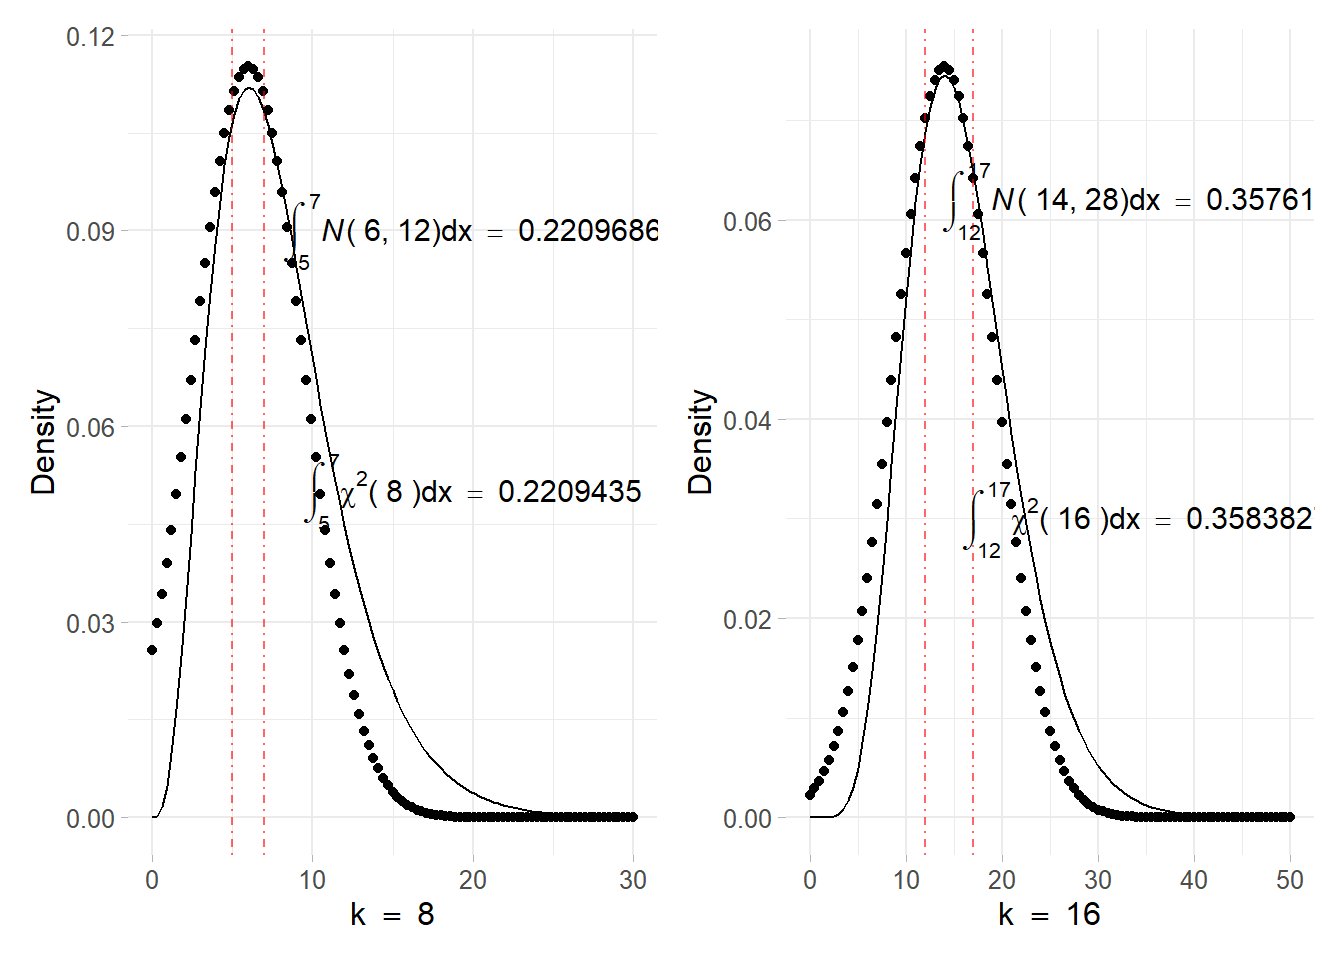 0.12
0.09
0.06
0.03
0.00
Density
∫ 7 5 N( 6, 12)dx = 0.2209686
∫ 7 5 χ²( 8 )dx = 0.2209435
0 10 20 30
k = 8
0.06
0.04
0.02
0.00
Density
∫ 17 12 N( 14, 28)dx = 0.35761
∫ 17 12 χ²( 16 )dx = 0.3583827
0 10 20 30 40 50
k = 16